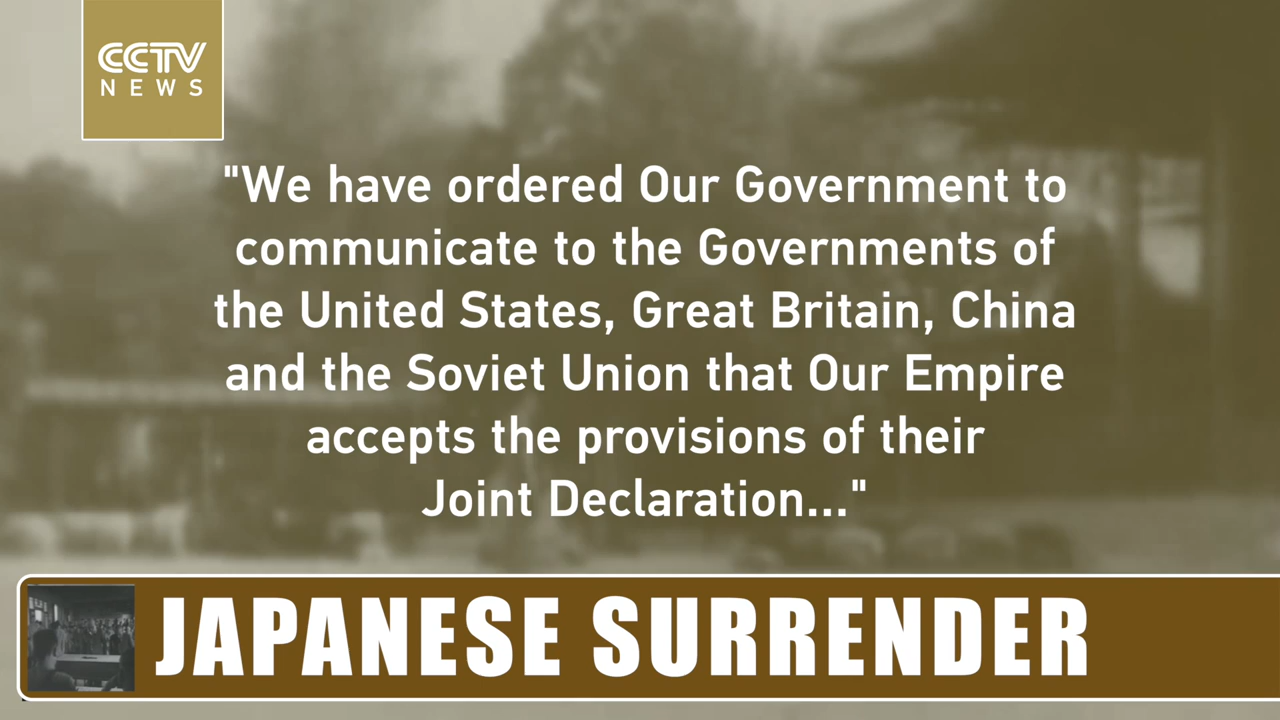 CCTV
NEWS
"We have ordered Our Government to
communicate to the Governments of
the United States, Great Britain, China
and the Soviet Union that Our Empire
accepts the provisions of their
Joint Declaration..."
JAPANESE SURRENDER